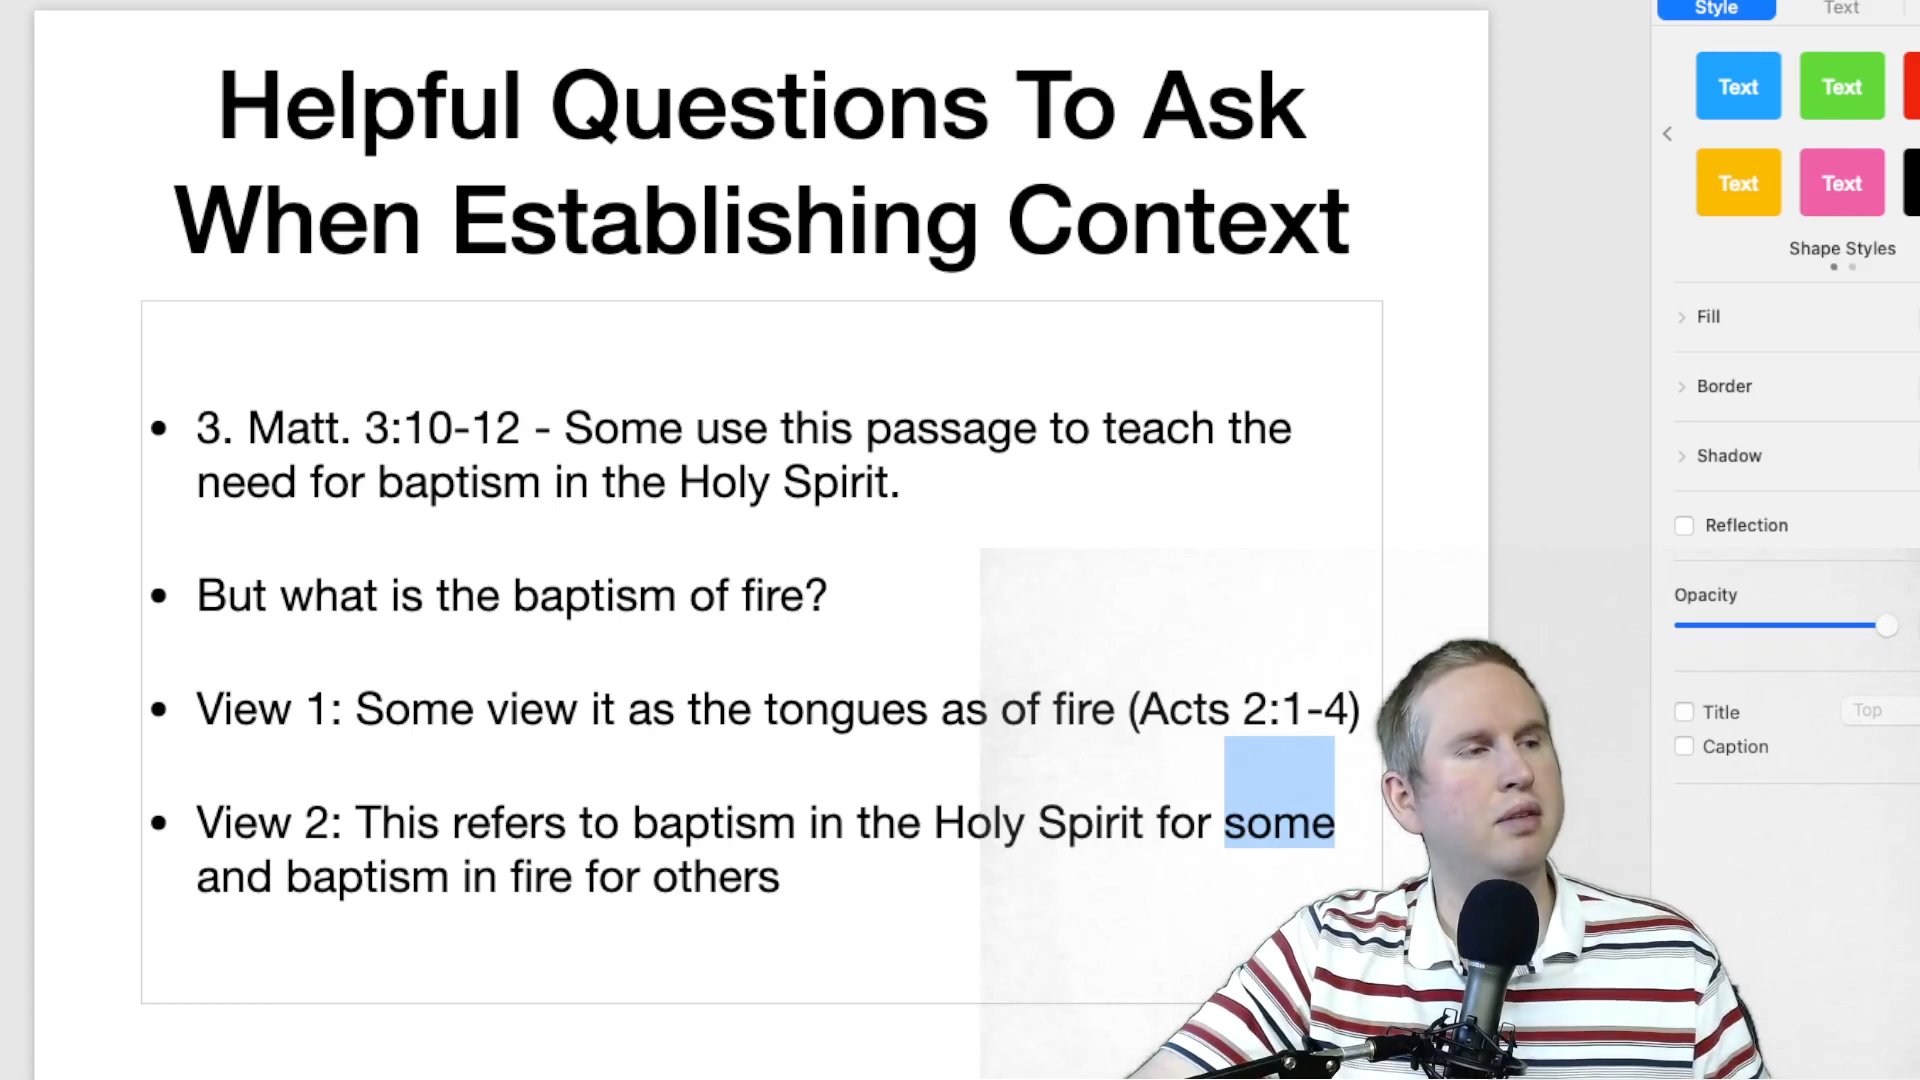 Helpful Questions To Ask
When Establishing Context
• 3. Matt. 3:10-12 - Some use this passage to teach the
need for baptism in the Holy Spirit.
• But what is the baptism of fire?
• View 1: Some view it as the tongues as of fire (Acts 2:1-4)
• View 2: This refers to baptism in the Holy Spirit for some
and baptism in fire for others
Style Text
Text Text
Text Text
Shape Styles
Fill
Border
Shadow
Reflection
Opacity
Title Top
Caption